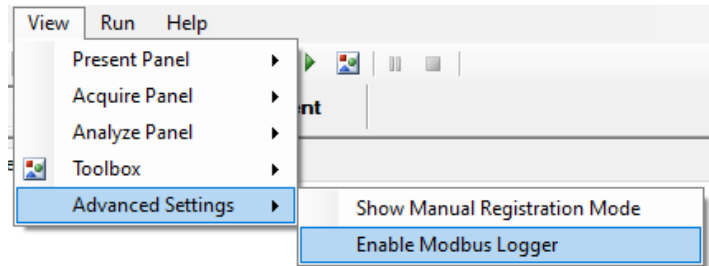 View Run Help
Present Panel
Acquire Panel
nt
Analyze Panel
Toolbox
Advanced Settings
Show Manual Registration Mode
Enable Modbus Logger